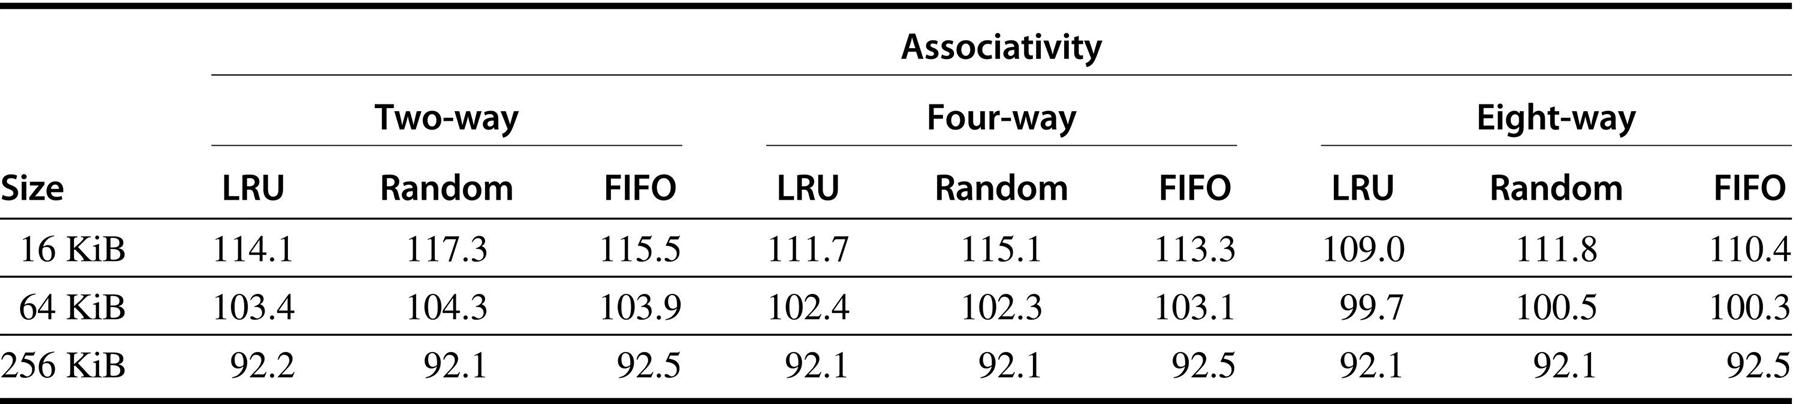 Associativity
Two-way Four-way Eight-way
Size LRU Random FIFO LRU Random FIFO LRU Random FIFO
16 KiB 114.1 117.3 115.5 111.7 115.1 113.3 109.0 111.8 110.4
64 KiB 103.4 104.3 103.9 102.4 102.3 103.1 99.7 100.5 100.3
256 KiB 92.2 92.1 92.5 92.1 92.1 92.5 92.1 92.1 92.5